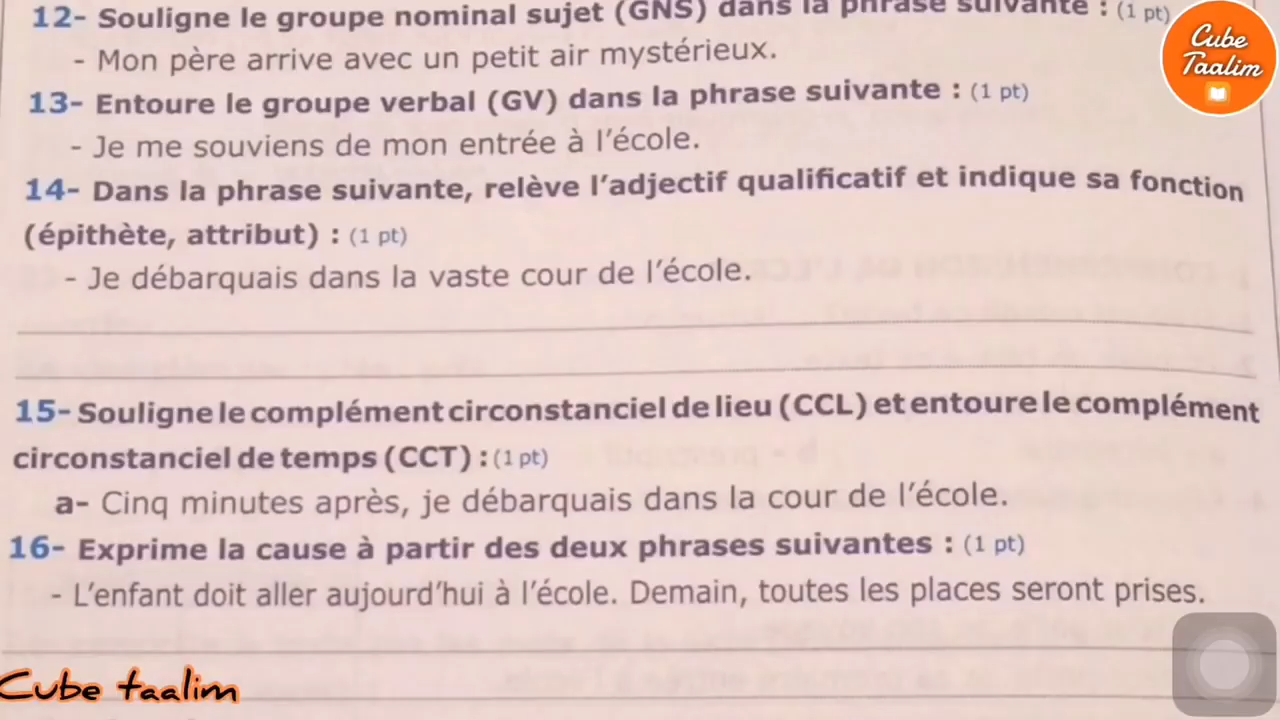 12- Souligne le groupe nominal sujet (GNS) dans la phrase suivante : (1 pt)
- Mon père arrive avec un petit air mystérieux.
13- Entoure le groupe verbal (GV) dans la phrase suivante : (1 pt)
- Je me souviens de mon entrée à l'école.
14- Dans la phrase suivante, relève l'adjectif qualificatif et indique sa fonction
(épithète, attribut) : (1 pt)
- Je débarquais dans la vaste cour de l'école.
15- Souligne le complément circonstanciel de lieu (CCL) et entoure le complément
circonstanciel de temps (CCT) : (1 pt)
a- Cinq minutes après, je débarquais dans la cour de l'école.
16- Exprime la cause à partir des deux phrases suivantes : (1 pt)
- L'enfant doit aller aujourd'hui à l'école. Demain, toutes les places seront prises.
Cube
Taalim
Cube taalim